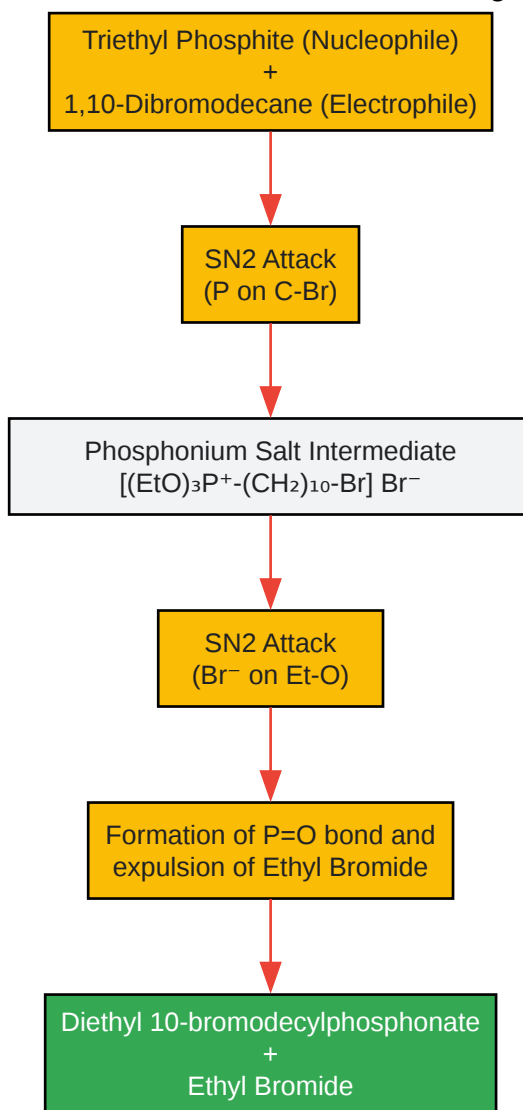 Triethyl Phosphite (Nucleophile)
+
1,10-Dibromodecane (Electrophile)
SN2 Attack
(P on C-Br)
Phosphonium Salt Intermediate
[(EtO)₃P⁺-(CH₂)₁₀-Br] Br⁻
SN2 Attack
(Br⁻ on Et-O)
Formation of P=O bond and
expulsion of Ethyl Bromide
Diethyl 10-bromodecylphosphonate
+
Ethyl Bromide